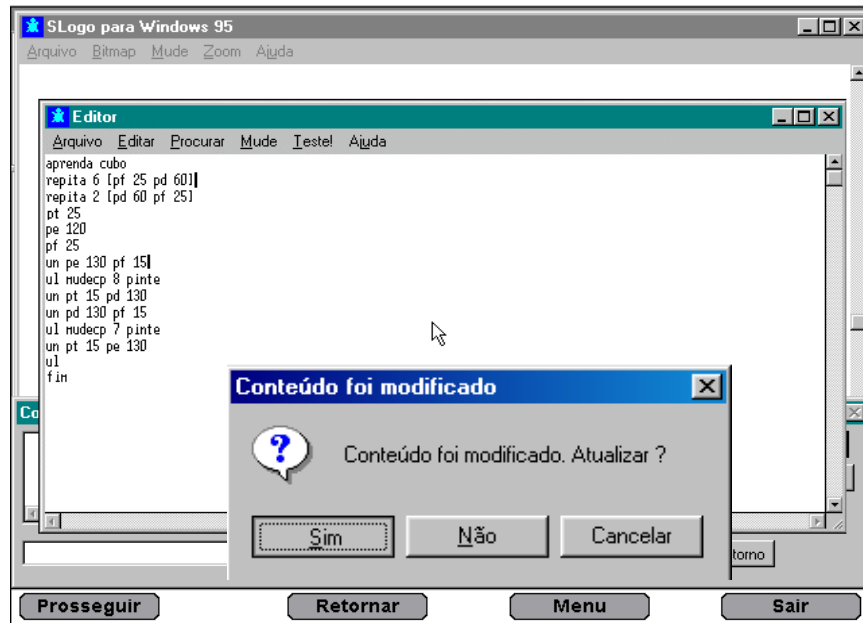 SLogo para Windows 95
Arquivo Bitmap Mude Zoom Ajuda
Editor
Arquivo Editar Procurar Mude Teste! Ajuda
aprenda cubo
repita 6 [pf 25 pd 60]
repita 2 [pd 60 pf 25]
pt 25
pe 120
pf 25
un pe 130 pf 15
ul mudecp 8 pinte
un pt 15 pd 130
un pd 130 pf 15
ul mudecp 7 pinte
un pt 15 pe 130
ul
fim
Co
Conteúdo foi modificado
Conteúdo foi modificado. Atualizar ?
Sim Não Cancelar
torno
Prosseguir Retornar Menu Sair